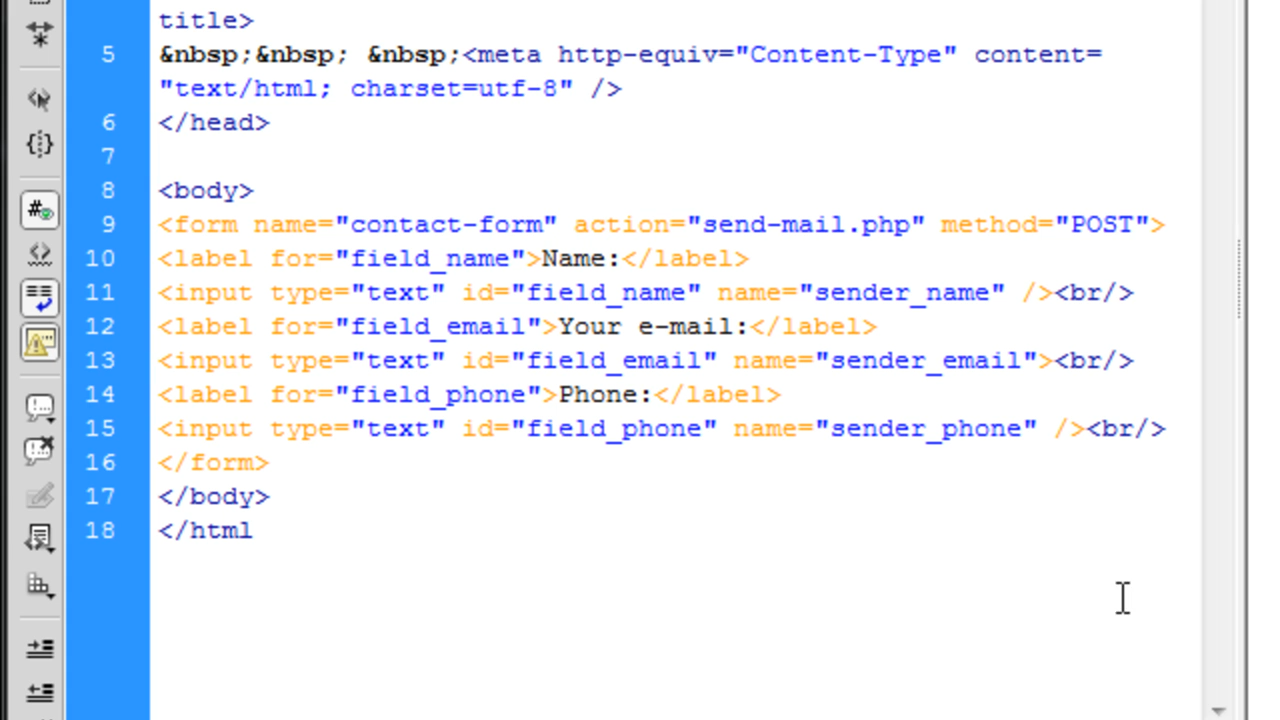 title>
5 &nbsp;&nbsp; &nbsp;<meta http-equiv="Content-Type" content=
"text/html; charset=utf-8" />
6 </head>
7
8 <body>
9 <form name="contact-form" action="send-mail.php" method="POST">
10 <label for="field_name">Name:</label>
11 <input type="text" id="field_name" name="sender_name" /><br/>
12 <label for="field_email">Your e-mail:</label>
13 <input type="text" id="field_email" name="sender_email"><br/>
14 <label for="field_phone">Phone:</label>
15 <input type="text" id="field_phone" name="sender_phone" /><br/>
16 </form>
17 </body>
18 </html